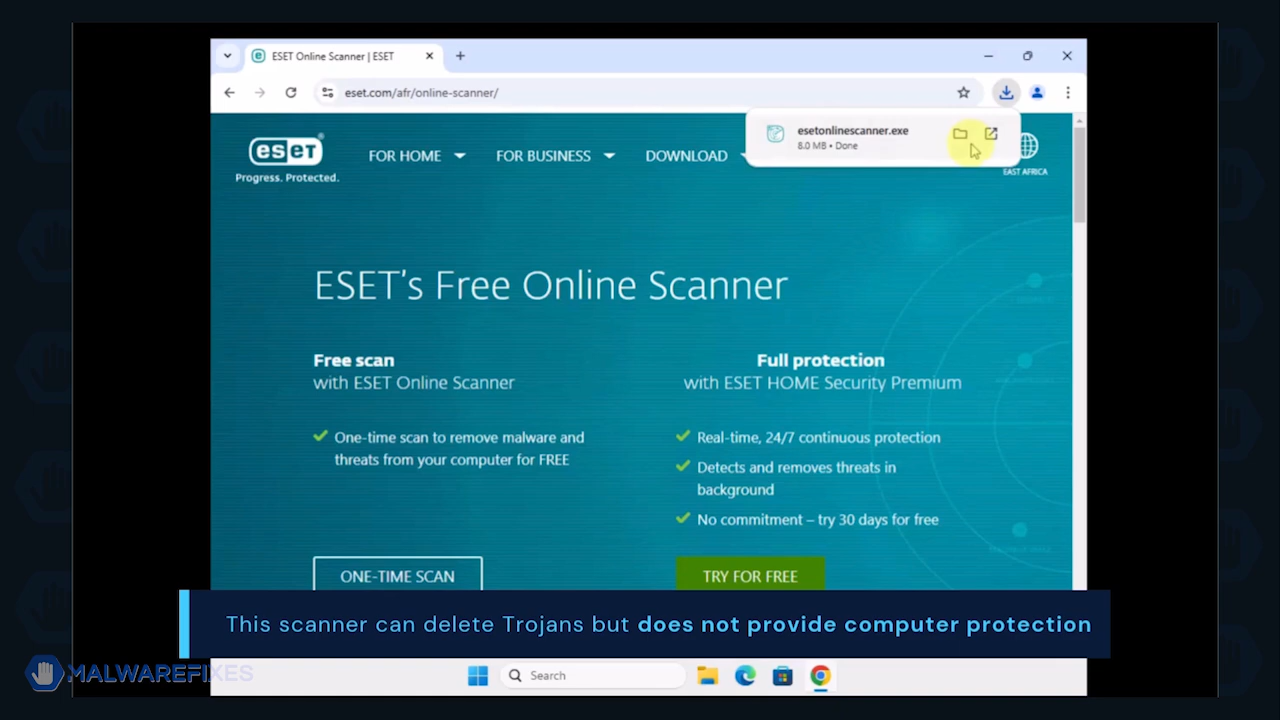 ESET Online Scanner | ESET
eset.com/afr/online-scanner/
esetonlinescanner.exe
8.0 MB • Done
eset®
Progress. Protected.
FOR HOME
FOR BUSINESS
DOWNLOAD
EAST AFRICA
ESET's Free Online Scanner
Free scan
with ESET Online Scanner
One-time scan to remove malware and
threats from your computer for FREE
ONE-TIME SCAN
Full protection
with ESET HOME Security Premium
Real-time, 24/7 continuous protection
Detects and removes threats in
background
No commitment – try 30 days for free
TRY FOR FREE
This scanner can delete Trojans but does not provide computer protection
MALWAREFIXES
Search